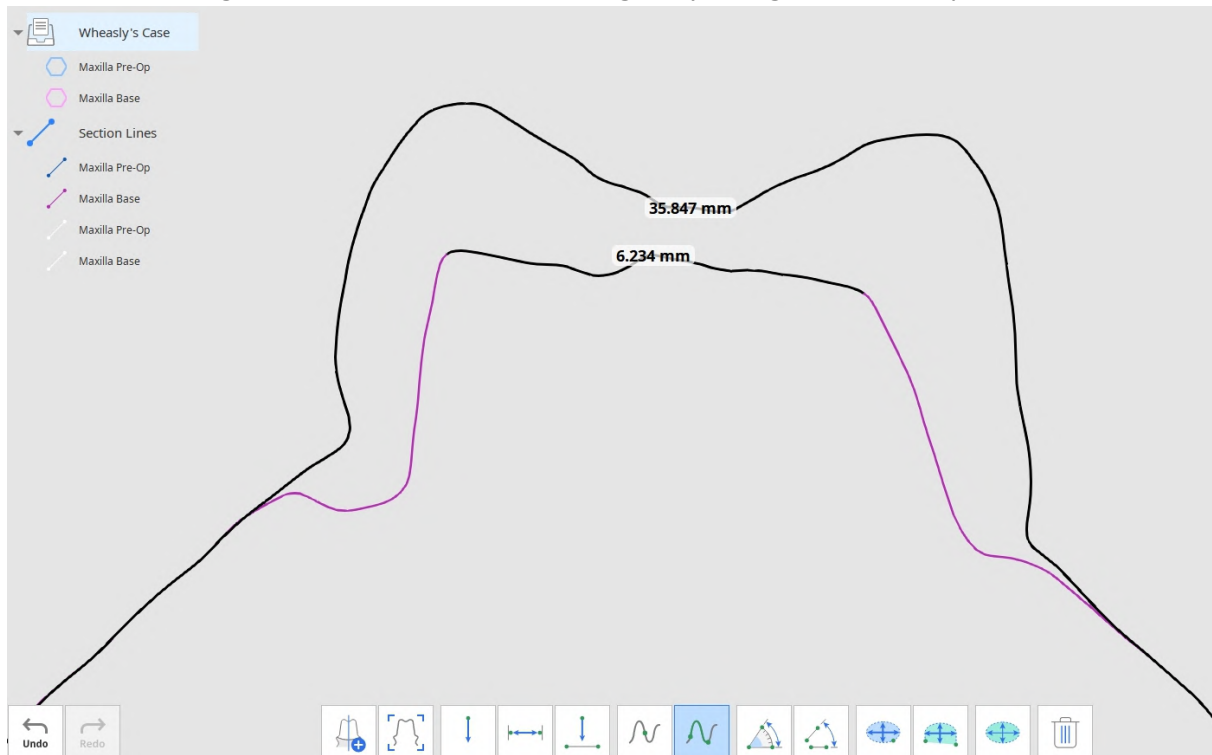 Wheasly's Case
Maxilla Pre-Op
Maxilla Base
Section Lines
Maxilla Pre-Op
Maxilla Base
Maxilla Pre-Op
Maxilla Base
35.847 mm
6.234 mm
Undo
Redo